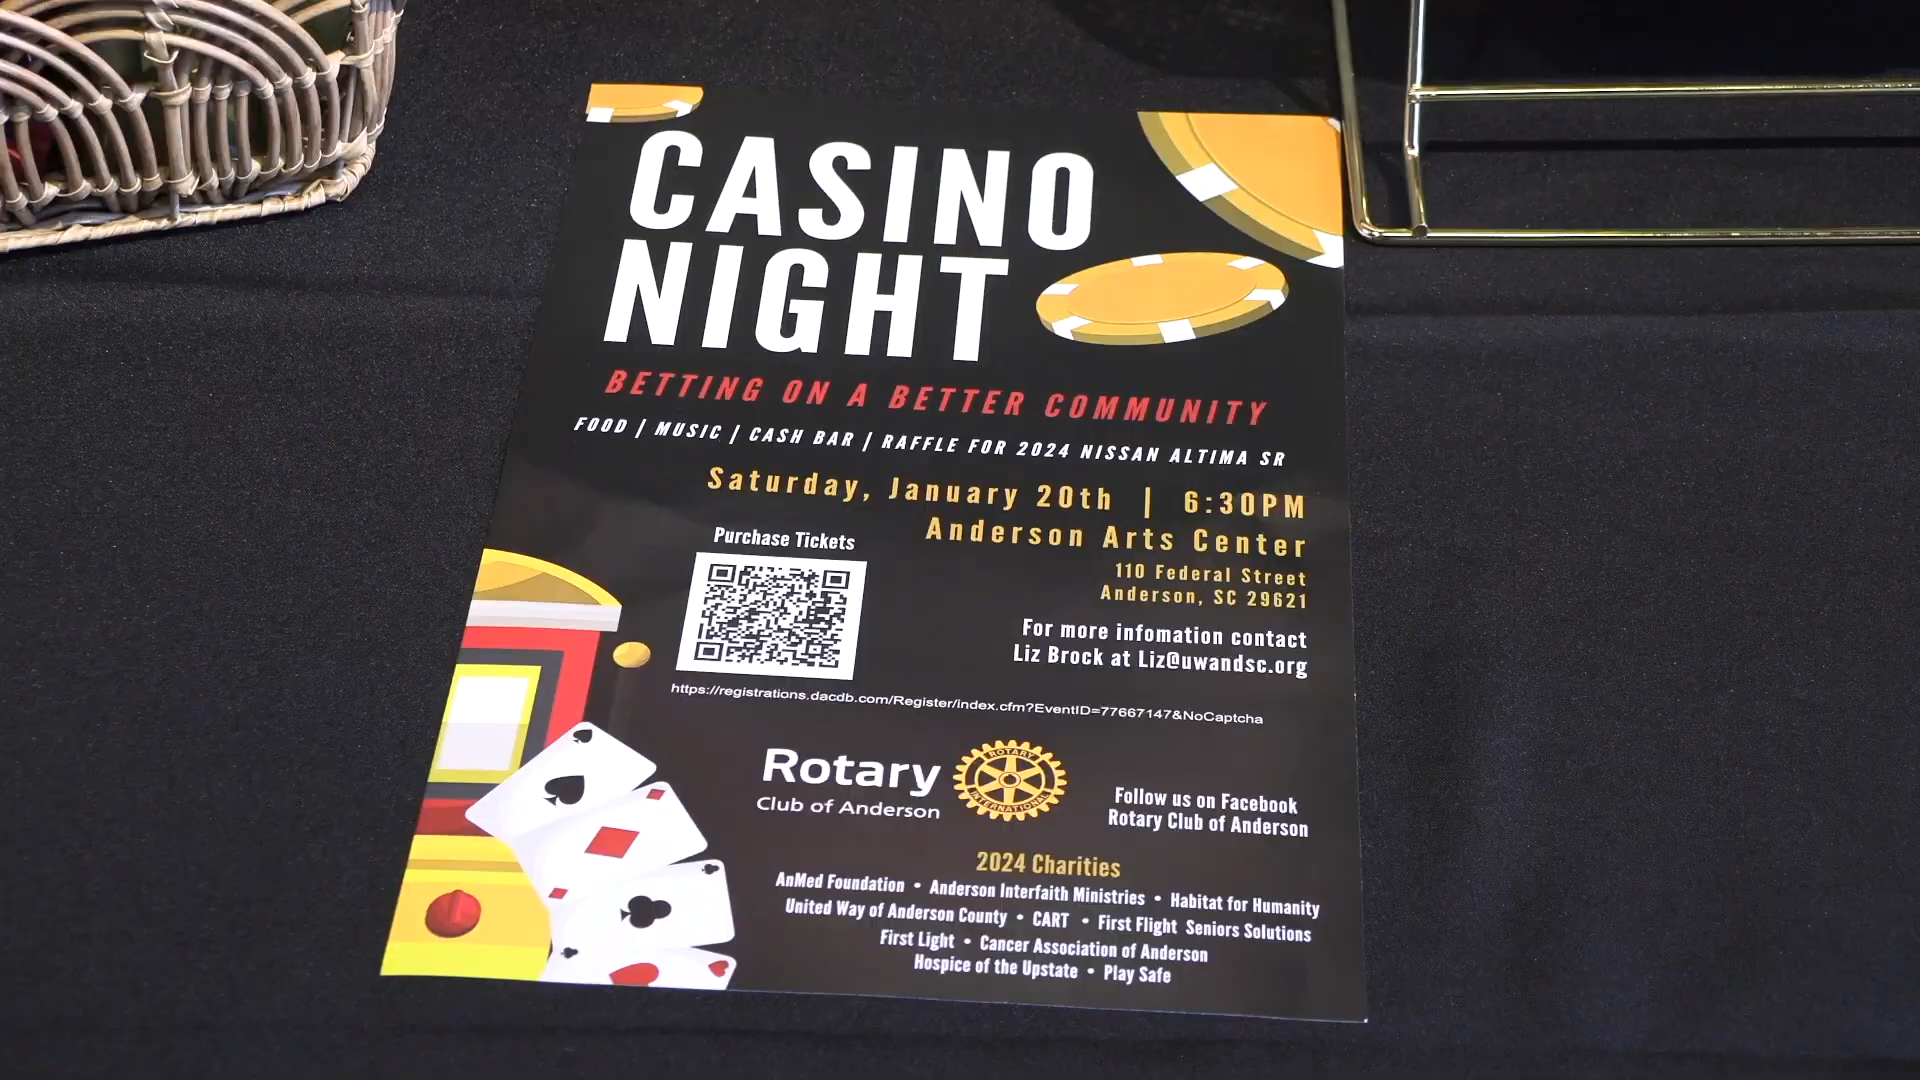 CASINO
NIGHT
BETTING ON A BETTER COMMUNITY
FOOD | MUSIC | CASH BAR | RAFFLE FOR 2024 NISSAN ALTIMA SR
Saturday, January 20th | 6:30PM
Anderson Arts Center
110 Federal Street
Anderson, SC 29621
Purchase Tickets
For more infomation contact
Liz Brock at Liz@uwandsc.org
https://registrations.dacdb.com/Register/index.cfm?EventID=77667147&NoCaptcha
Rotary
Club of Anderson
ROTARY
INTERNATIONAL
Follow us on Facebook
Rotary Club of Anderson
2024 Charities
AnMed Foundation • Anderson Interfaith Ministries • Habitat for Humanity
United Way of Anderson County • CART • First Flight Seniors Solutions
First Light • Cancer Association of Anderson
Hospice of the Upstate • Play Safe